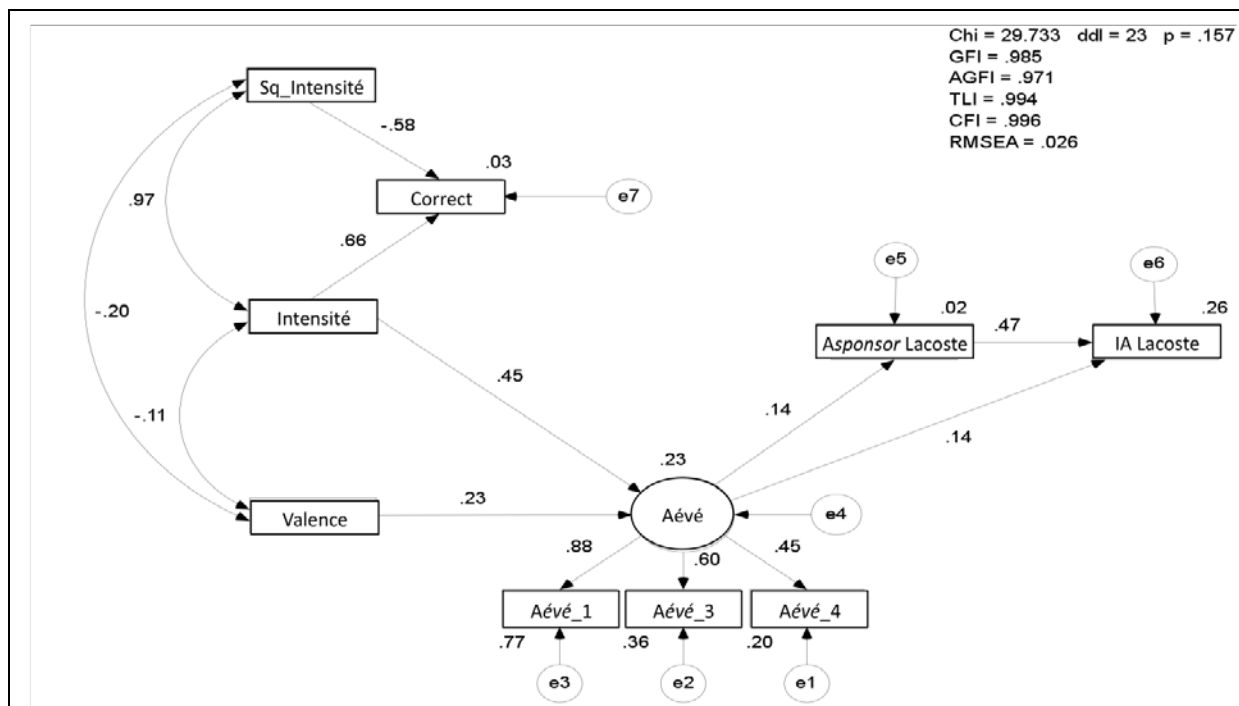 Chi = 29.733 ddl = 23 p = .157
GFI = .985
AGFI = .971
TLI = .994
CFI = .996
RMSEA = .026
Sq_Intensité
-.58
.03
Correct
e7
.97
.66
-.20
Intensité
e5
e6
.02
.47
.26
Asponsor Lacoste
IA Lacoste
-.11
.45
.14
.14
.23
Valence
.23
Aévé
e4
.88
.60
.45
Aévé_1
Aévé_3
Aévé_4
.77
.36
.20
e3
e2
e1